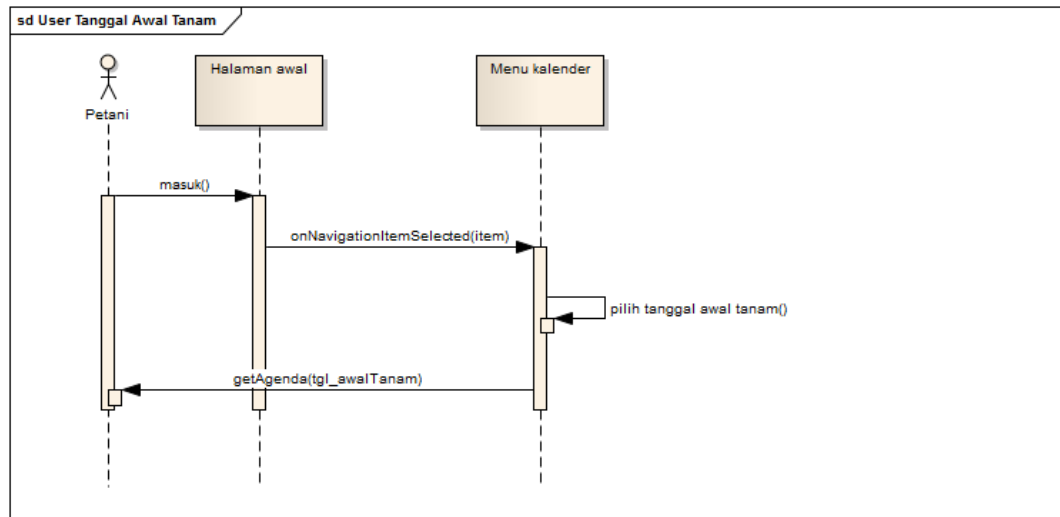 sd User Tanggal Awal Tanam
Petani
Halaman awal
Menu kalender
masuk()
onNavigationItemSelected(item)
pilih tanggal awal tanam()
getAgenda(tgl_awalTanam)